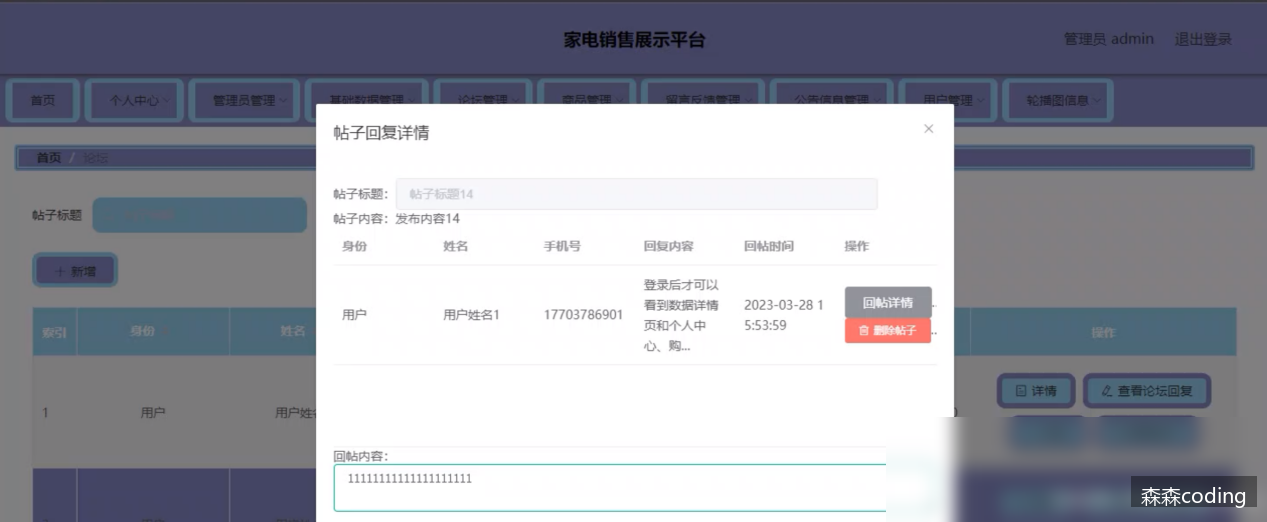 家电销售展示平台
管理员 admin 退出登录
首页 个人中心 管理员管理 基础数据管理 论坛管理 商品管理 留言反馈管理 公告信息管理 用户管理 轮播图信息
帖子回复详情
首页 / 论坛
帖子标题: 帖子标题14
帖子标题
帖子内容: 发布内容14
身份 姓名 手机号 回复内容 回帖时间 操作
+ 新增
登录后才可以
看到数据详情
页和个人中
心、购...
用户 用户姓名1 17703786901
2023-03-28 1
5:53:59
回帖详情
删除帖子
索引 身份 姓名 操作
1 用户 用户姓名
详情 查看论坛回复
回帖内容:
11111111111111111111
森森coding